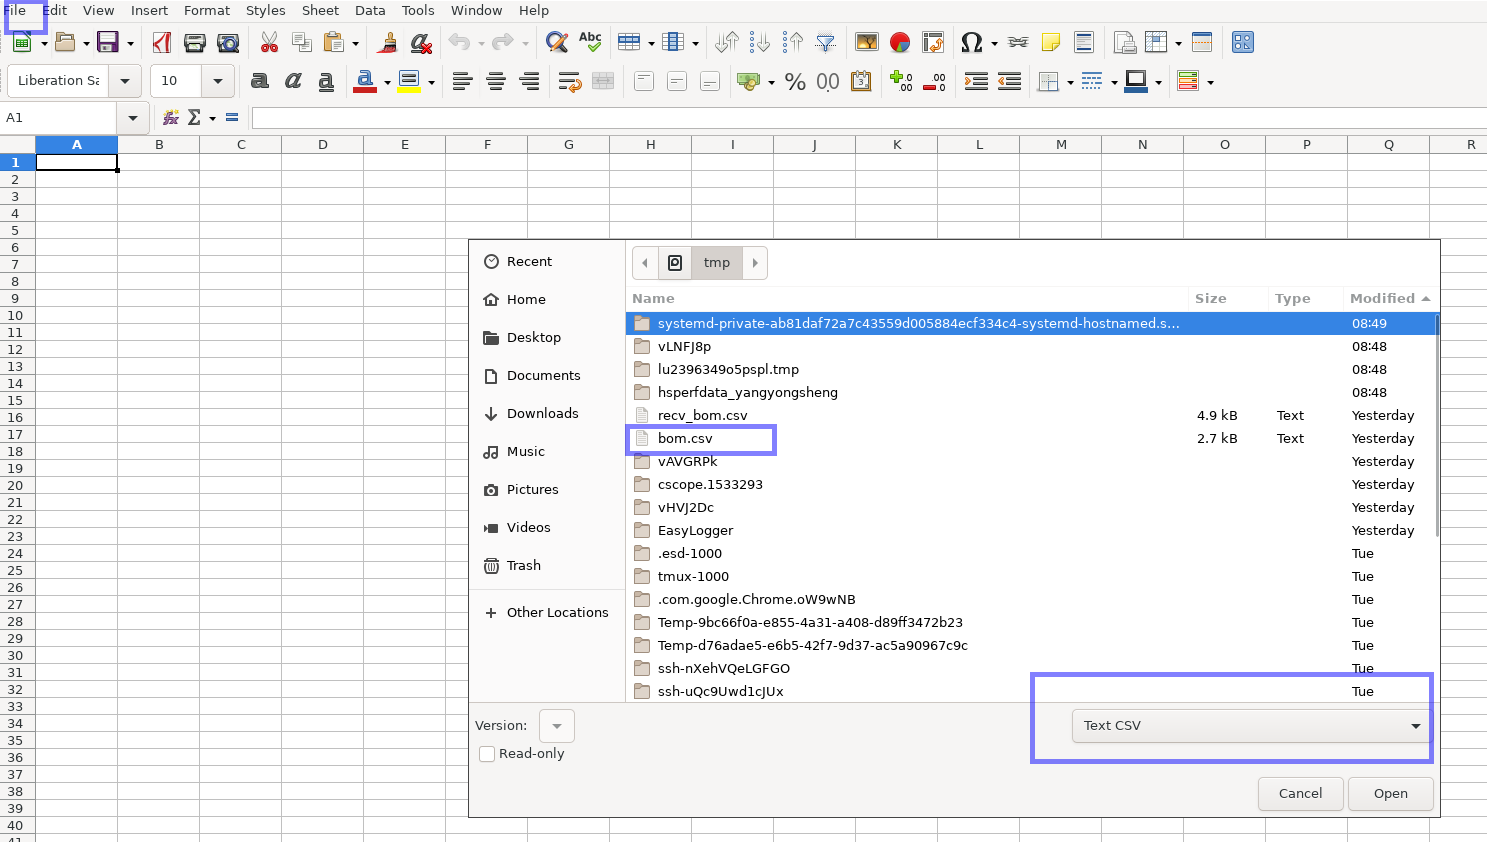 File Edit View Insert Format Styles Sheet Data Tools Window Help
Abc
Liberation Sa 10
A1
A B C D E F G H I J K L M N O P Q R
1
2
3
4
5
6
7
8
9
10
11
12
13
14
15
16
17
18
19
20
21
22
23
24
25
26
27
28
29
30
31
32
33
34
35
36
37
38
39
40
41
Recent
Home
Desktop
Documents
Downloads
Music
Pictures
Videos
Trash
Other Locations
tmp
Name Size Type Modified
systemd-private-ab81daf72a7c43559d005884ecf334c4-systemd-hostnamed.s... 08:49
vLNFJ8p 08:48
lu2396349o5pspl.tmp 08:48
hsperfdata_yangyongsheng 08:48
recv_bom.csv 4.9 kB Text Yesterday
bom.csv 2.7 kB Text Yesterday
vAVGRPk Yesterday
cscope.1533293 Yesterday
vHVJ2Dc Yesterday
EasyLogger Yesterday
.esd-1000 Tue
tmux-1000 Tue
.com.google.Chrome.oW9wNB Tue
Temp-9bc66f0a-e855-4a31-a408-d89ff3472b23 Tue
Temp-d76adae5-e6b5-42f7-9d37-ac5a90967c9c Tue
ssh-nXehVQeLGFGO Tue
ssh-uQc9Uwd1cJUx Tue
Version: Text CSV
Read-only
Cancel Open